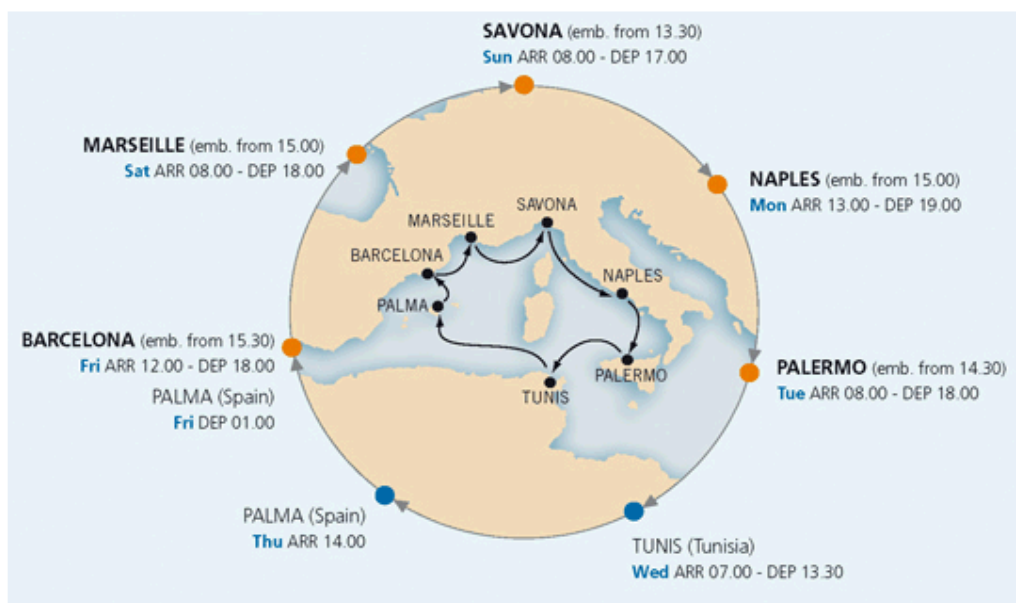 SAVONA (emb. from 13.30)
Sun ARR 08.00 - DEP 17.00
MARSEILLE (emb. from 15.00)
Sat ARR 08.00 - DEP 18.00
NAPLES (emb. from 15.00)
Mon ARR 13.00 - DEP 19.00
SAVONA
MARSEILLE
BARCELONA
NAPLES
PALMA
PALERMO
TUNIS
BARCELONA (emb. from 15.30)
Fri ARR 12.00 - DEP 18.00
PALMA (Spain)
Fri DEP 01.00
PALERMO (emb. from 14.30)
Tue ARR 08.00 - DEP 18.00
PALMA (Spain)
Thu ARR 14.00
TUNIS (Tunisia)
Wed ARR 07.00 - DEP 13.30